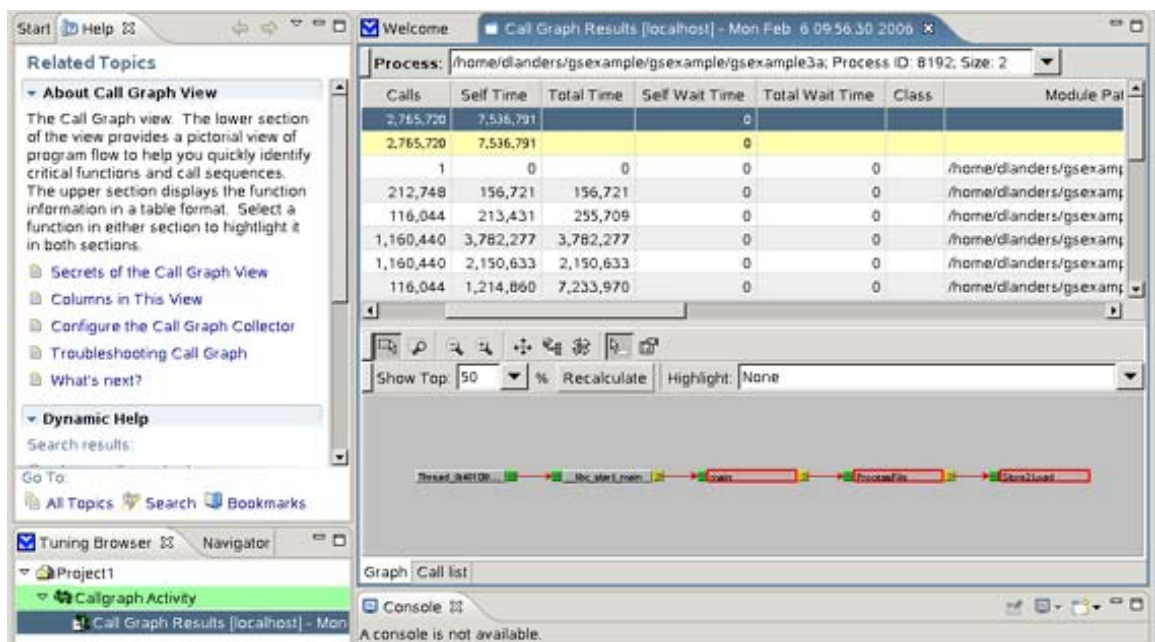 Start Help
Related Topics
About Call Graph View
The Call Graph view. The lower section
of the view provides a pictorial view of
program flow to help you quickly identify
critical functions and call sequences.
The upper section displays the function
information in a table format. Select a
function in either section to hightlight it
in both sections.
Secrets of the Call Graph View
Columns in This View
Configure the Call Graph Collector
Troubleshooting Call Graph
What's next?
Dynamic Help
Search results:
Go To:
All Topics Search Bookmarks
Tuning Browser Navigator
Project1
Callgraph Activity
Call Graph Results [localhost] - Mon
Welcome Call Graph Results [localhost] - Mon Feb 6 09:56:30 2006
Process: /home/dlanders/gsexample/gsexample/gsexample3a; Process ID: 8192; Size: 2
Calls Self Time Total Time Self Wait Time Total Wait Time Class Module Pat
2,765,720 7,536,791 0
2,765,720 7,536,791 0
1 0 0 0 0 /home/dlanders/gsexamp
212,748 156,721 156,721 0 0 /home/dlanders/gsexamp
116,044 213,431 255,709 0 0 /home/dlanders/gsexamp
1,160,440 3,782,277 3,782,277 0 0 /home/dlanders/gsexamp
1,160,440 2,150,633 2,150,633 0 0 /home/dlanders/gsexamp
116,044 1,214,860 7,233,970 0 0 /home/dlanders/gsexamp
Show Top: 50 % Recalculate Highlight: None
main ProcessFile
Graph Call list
Console
A console is not available.